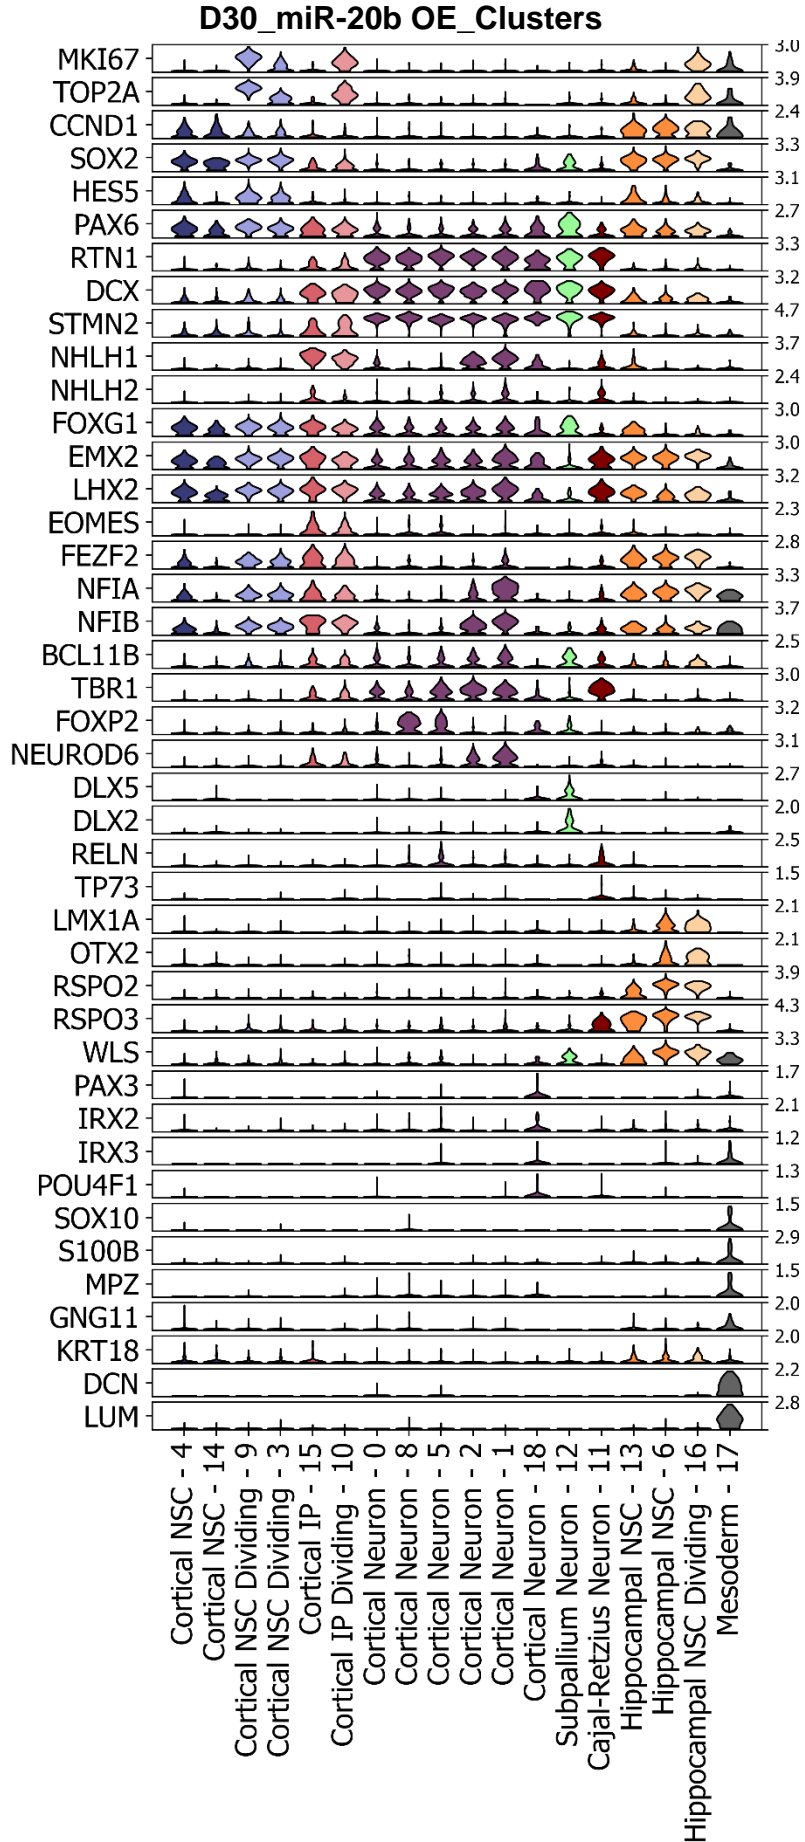 D30_miR-20b OE_Clusters
MKI67 3.0
TOP2A 3.9
CCND1 2.4
SOX2 3.3
HES5 3.1
PAX6 2.7
RTN1 3.3
DCX 3.2
STMN2 4.7
NHLH1 3.7
NHLH2 2.4
FOXG1 3.0
EMX2 3.0
LHX2 3.2
EOMES 2.3
FEZF2 2.8
NFIA 3.3
NFIB 3.7
BCL11B 2.5
TBR1 3.0
FOXP2 3.2
NEUROD6 3.1
DLX5 2.7
DLX2 2.0
RELN 2.5
TP73 1.5
LMX1A 2.1
OTX2 2.1
RSPO2 3.9
RSPO3 4.3
WLS 3.3
PAX3 1.7
IRX2 2.1
IRX3 1.2
POU4F1 1.3
SOX10 1.5
S100B 2.9
MPZ 1.5
GNG11 2.0
KRT18 2.0
DCN 2.2
LUM 2.8
Cortical NSC - 4
Cortical NSC - 14
Cortical NSC Dividing - 9
Cortical NSC Dividing - 3
Cortical IP - 15
Cortical IP Dividing - 10
Cortical Neuron - 0
Cortical Neuron - 8
Cortical Neuron - 5
Cortical Neuron - 2
Cortical Neuron - 1
Cortical Neuron - 18
Subpallium Neuron - 12
Cajal-Retzius Neuron - 11
Hippocampal NSC - 13
Hippocampal NSC - 6
Hippocampal NSC Dividing - 16
Mesoderm - 17